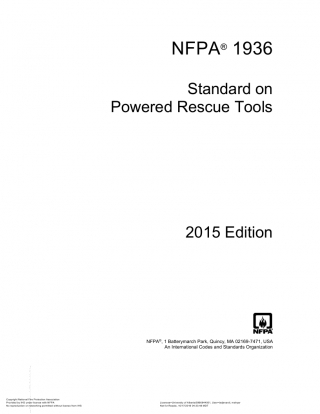 NFPA® 1936
Standard on
Powered Rescue Tools
2015 Edition
NFPA
NFPA®, 1 Batterymarch Park, Quincy, MA 02169-7471, USA
An International Codes and Standards Organization